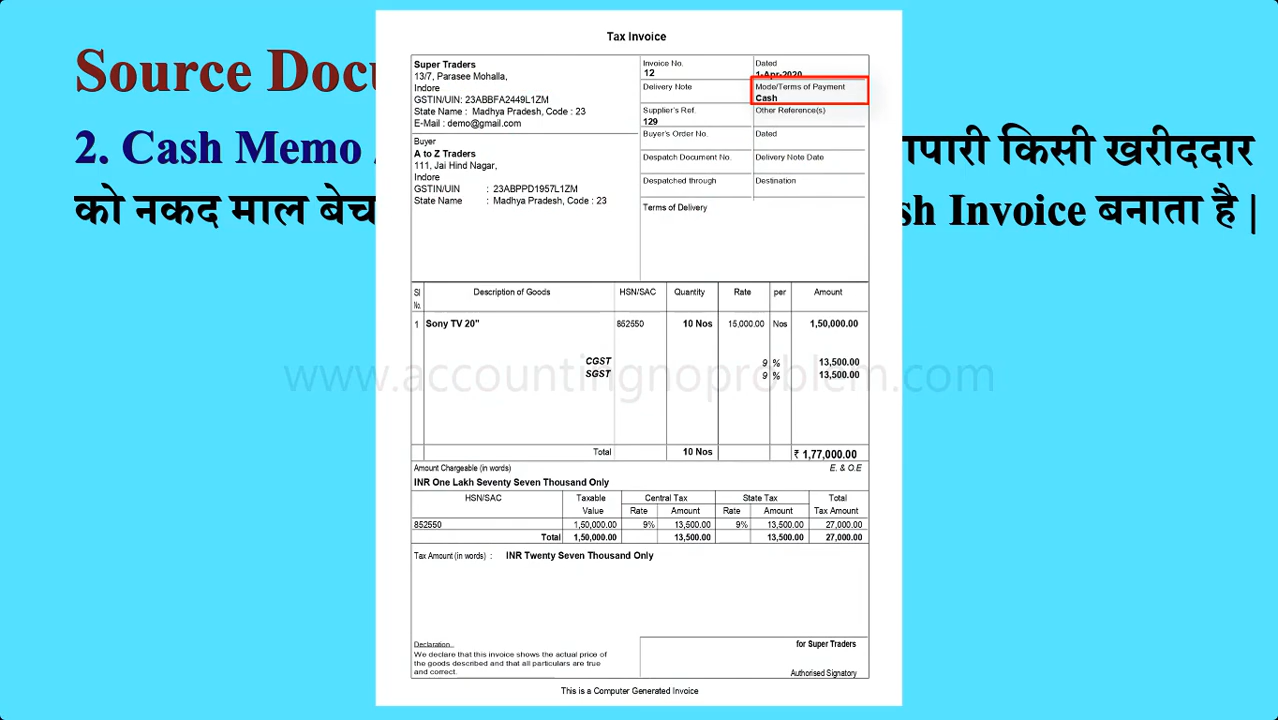 Source Docu
2. Cash Memo
ापारी किसी खरीददार
को नकद माल बेच
sh Invoice बनाता है |
Tax Invoice
Super Traders
13/7, Parasee Mohalla,
Indore
GSTIN/UIN: 23ABBFA2449L1ZM
State Name : Madhya Pradesh, Code : 23
E-Mail : demo@gmail.com
Invoice No.
12
Dated
1-Apr-2020
Delivery Note
Mode/Terms of Payment
Cash
Supplier's Ref.
129
Other Reference(s)
Buyer
A to Z Traders
111, Jai Hind Nagar,
Indore
GSTIN/UIN : 23ABPPD1957L1ZM
State Name : Madhya Pradesh, Code : 23
Buyer's Order No.
Dated
Despatch Document No.
Delivery Note Date
Despatched through
Destination
Terms of Delivery
Sl No. Description of Goods HSN/SAC Quantity Rate per Amount
1 Sony TV 20" 852550 10 Nos 15,000.00 Nos 1,50,000.00
CGST 9 % 13,500.00
SGST 9 % 13,500.00
www.accountingnoproblem.com
Total 10 Nos ₹ 1,77,000.00
Amount Chargeable (in words) E. & O.E
INR One Lakh Seventy Seven Thousand Only
HSN/SAC Taxable Central Tax State Tax Total
Value Rate Amount Rate Amount Tax Amount
852550 1,50,000.00 9% 13,500.00 9% 13,500.00 27,000.00
Total 1,50,000.00 13,500.00 13,500.00 27,000.00
Tax Amount (in words) : INR Twenty Seven Thousand Only
Declaration
We declare that this invoice shows the actual price of
the goods described and that all particulars are true
and correct.
for Super Traders
Authorised Signatory
This is a Computer Generated Invoice